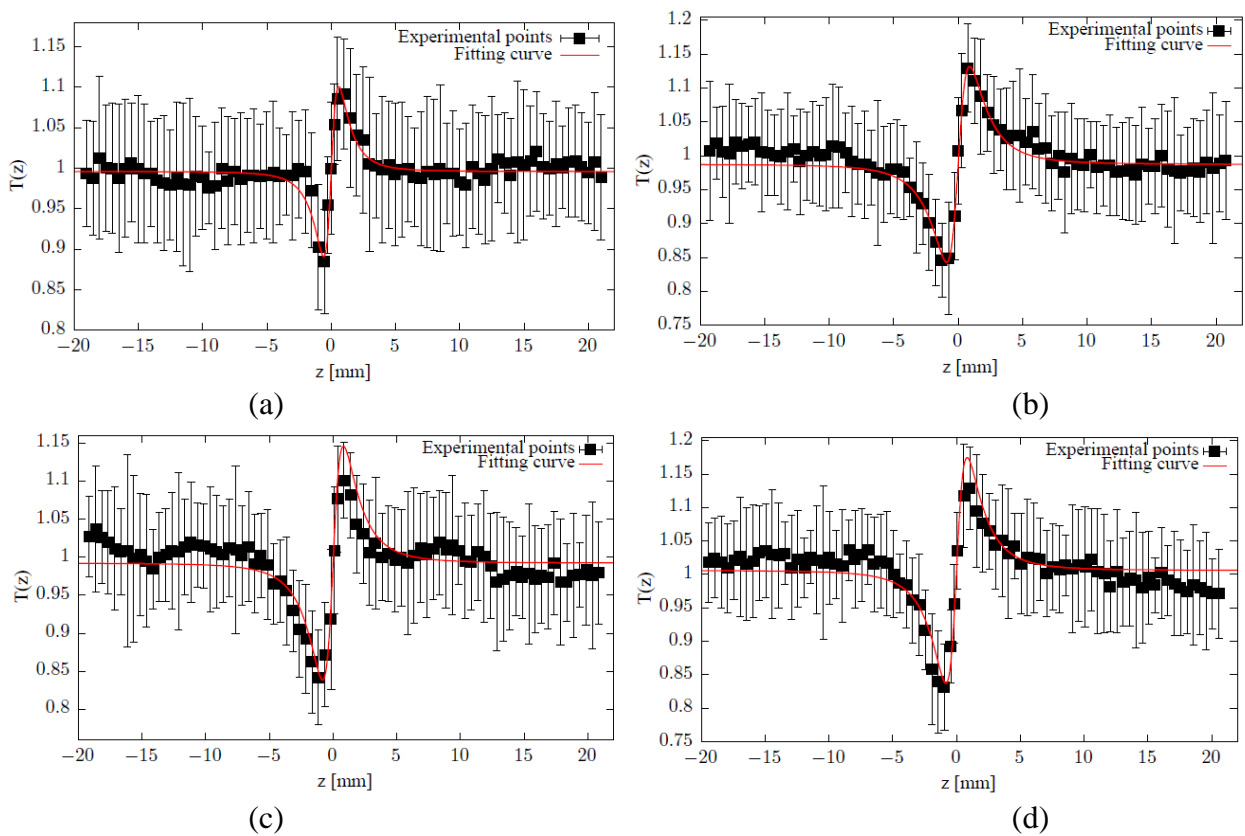 Experimental points
Fitting curve
T(z)
1.15
1.1
1.05
1
0.95
0.9
0.85
0.8
−20 −15 −10 −5 0 5 10 15 20
z [mm]
(a)
Experimental points
Fitting curve
T(z)
1.2
1.15
1.1
1.05
1
0.95
0.9
0.85
0.8
0.75
−20 −15 −10 −5 0 5 10 15 20
z [mm]
(b)
Experimental points
Fitting curve
T(z)
1.15
1.1
1.05
1
0.95
0.9
0.85
0.8
−20 −15 −10 −5 0 5 10 15 20
z [mm]
(c)
Experimental points
Fitting curve
T(z)
1.2
1.15
1.1
1.05
1
0.95
0.9
0.85
0.8
0.75
−20 −15 −10 −5 0 5 10 15 20
z [mm]
(d)